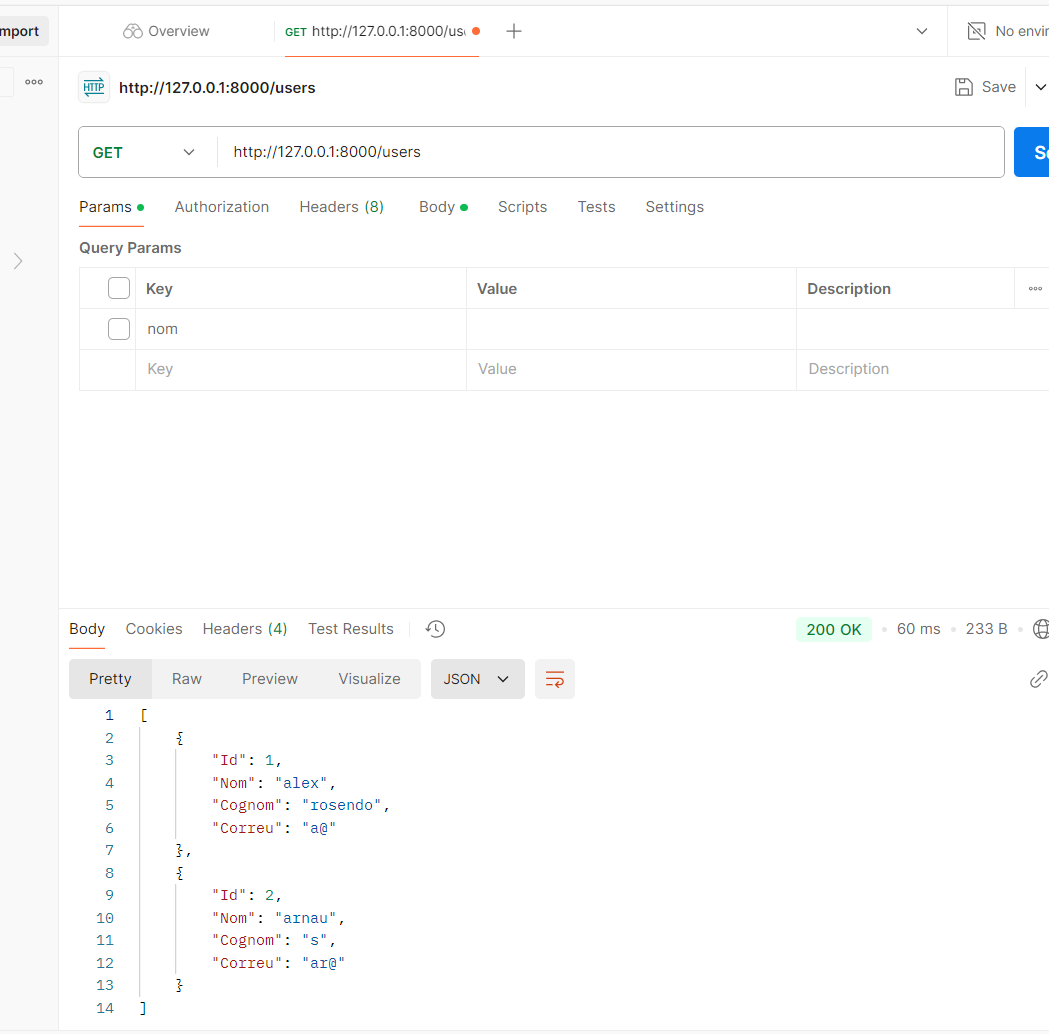 mport
Overview
GET http://127.0.0.1:8000/us
No envir
HTTP http://127.0.0.1:8000/users
Save
GET http://127.0.0.1:8000/users
Se
Params Authorization Headers (8) Body Scripts Tests Settings
Query Params
Key Value Description
nom
Key Value Description
Body Cookies Headers (4) Test Results 200 OK 60 ms 233 B
Pretty Raw Preview Visualize JSON
1 [
2 {
3 "Id": 1,
4 "Nom": "alex",
5 "Cognom": "rosendo",
6 "Correu": "a@"
7 },
8 {
9 "Id": 2,
10 "Nom": "arnau",
11 "Cognom": "s",
12 "Correu": "ar@"
13 }
14 ]